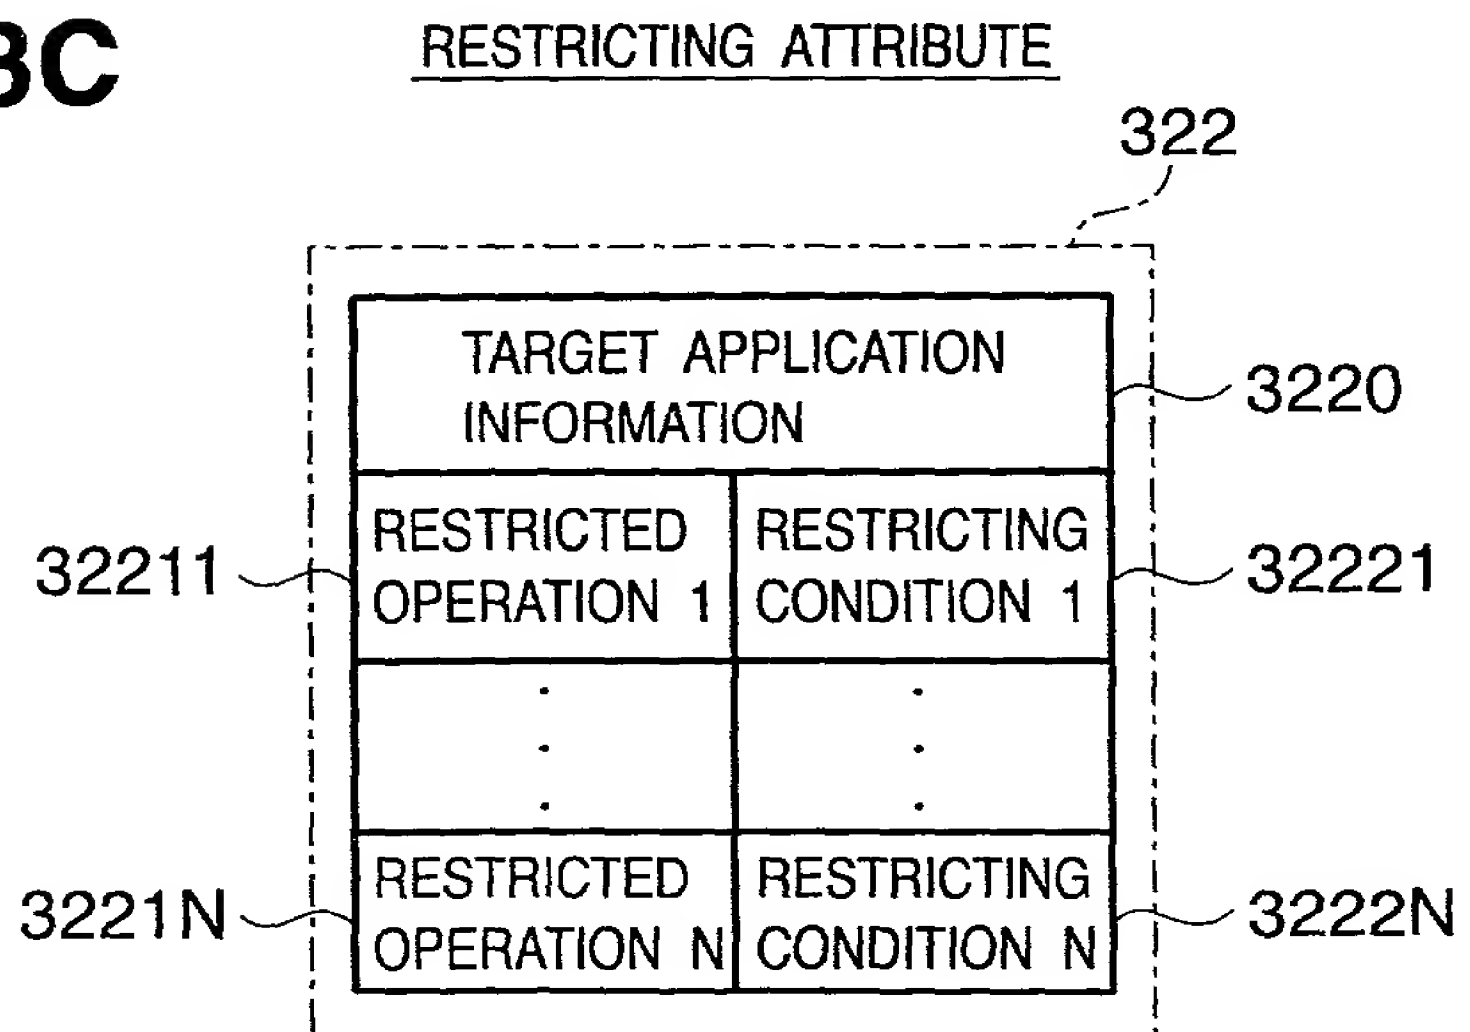 3C
RESTRICTING ATTRIBUTE
322
TARGET APPLICATION
INFORMATION
3220
RESTRICTED
OPERATION 1
RESTRICTING
CONDITION 1
32211
32221
.
.
.
.
.
.
RESTRICTED
OPERATION N
RESTRICTING
CONDITION N
3221N
3222N